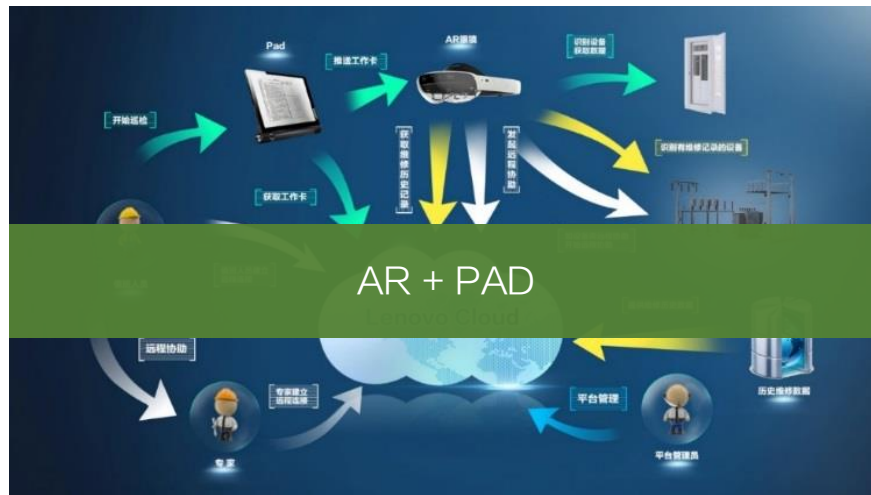 Pad
AR眼镜
推送工作卡
识别设备
获取数据
开始巡检
获取维修历史记录
发起远程协助
识别有维修记录的设备
获取工作卡
AR + PAD
Lenovo Cloud
远程协助
专家建立
远程连接
专家
平台管理
平台管理员
历史维修数据